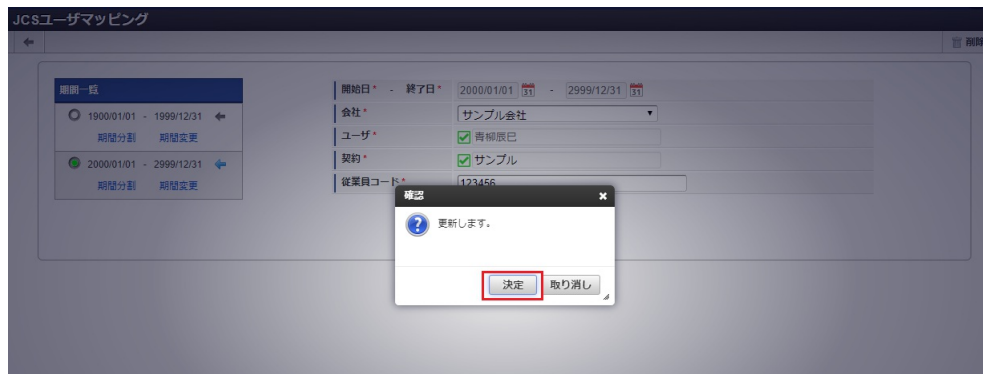 JCSユーザマッピング
削除
期間一覧
1900/01/01 - 1999/12/31
期間分割 期間変更
2000/01/01 - 2999/12/31
期間分割 期間変更
開始日* - 終了日* 2000/01/01 31 - 2999/12/31 31
会社* サンプル会社
ユーザ* 青柳辰巳
契約* サンプル
従業員コード* 123456
確認
更新します。
決定 取り消し